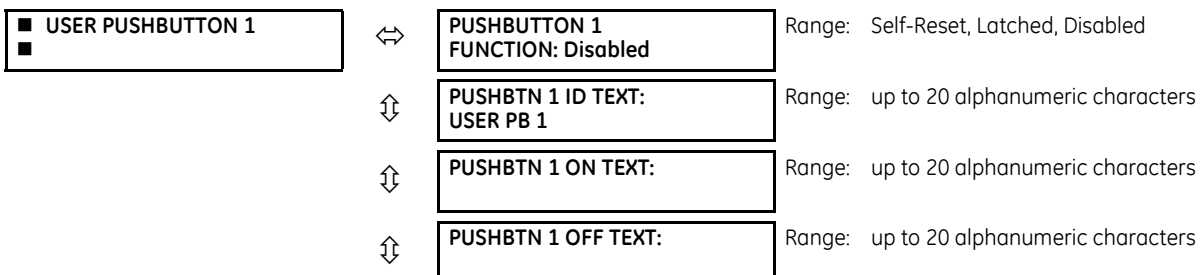 ■ USER PUSHBUTTON 1
■
PUSHBUTTON 1
FUNCTION: Disabled
Range: Self-Reset, Latched, Disabled
PUSHBTN 1 ID TEXT:
USER PB 1
Range: up to 20 alphanumeric characters
PUSHBTN 1 ON TEXT:
Range: up to 20 alphanumeric characters
PUSHBTN 1 OFF TEXT:
Range: up to 20 alphanumeric characters